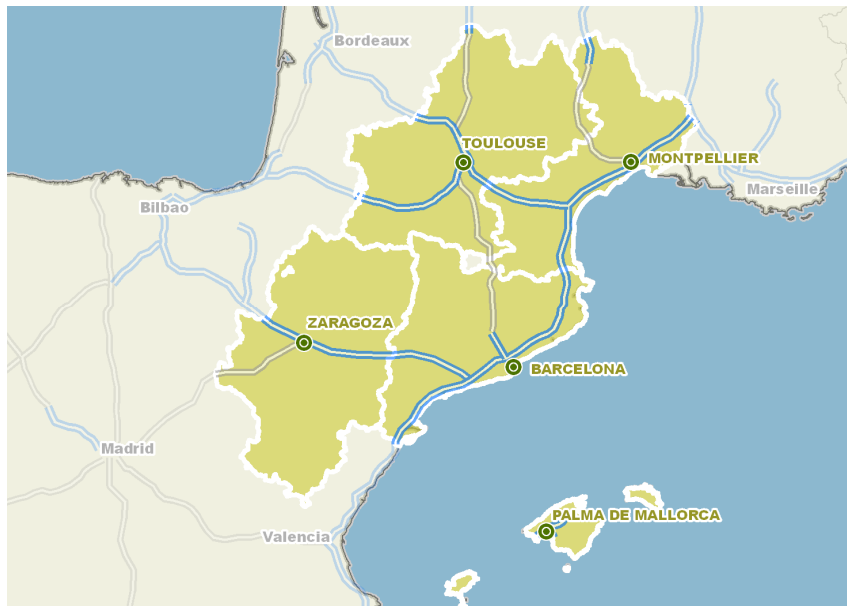 Bordeaux
TOULOUSE
MONTPELLIER
Marseille
Bilbao
ZARAGOZA
BARCELONA
Madrid
PALMA DE MALLORCA
Valencia